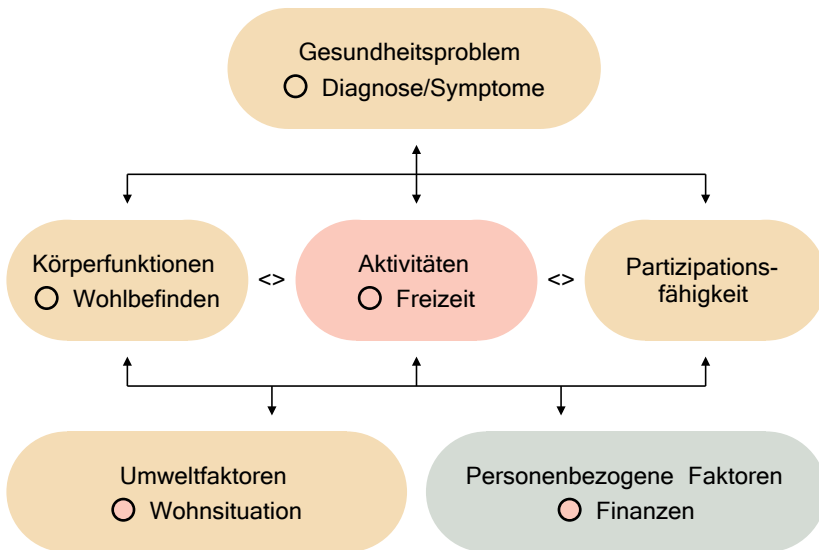 Gesundheitsproblem
Diagnose/Symptome
Körperfunktionen
Wohlbefinden
<>
Aktivitäten
Freizeit
<>
Partizipations-
fähigkeit
Umweltfaktoren
Wohnsituation
Personenbezogene Faktoren
Finanzen